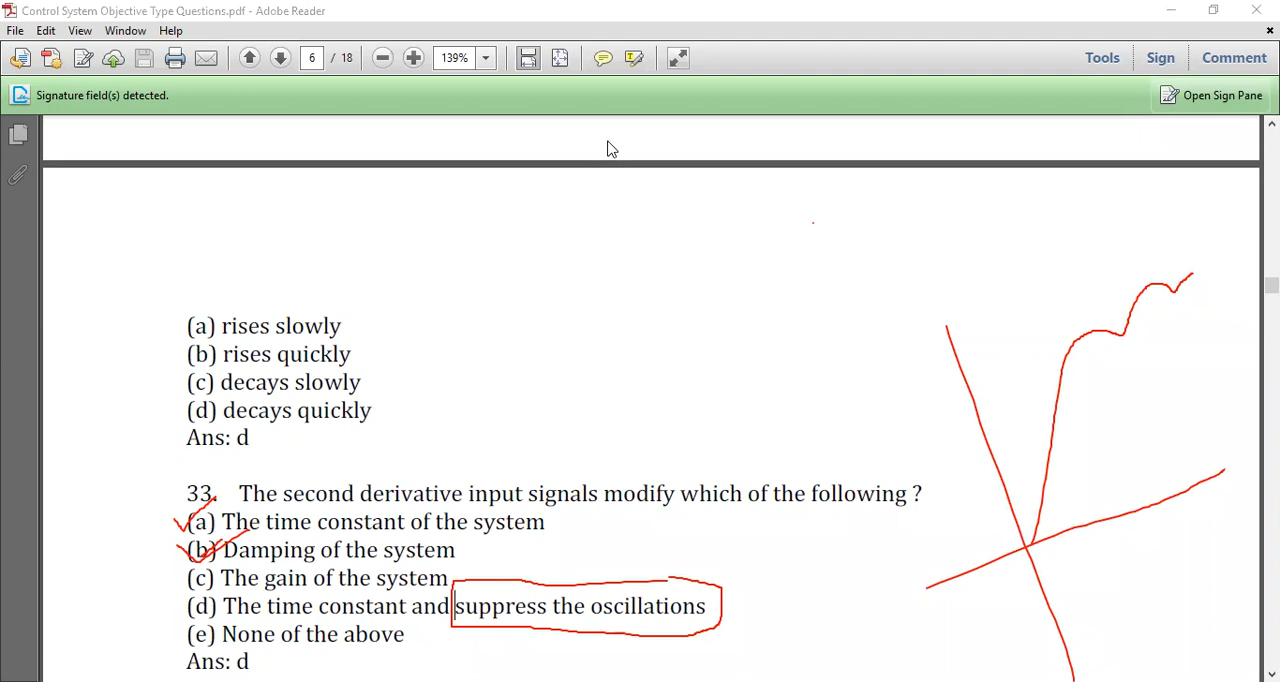 Control System Objective Type Questions.pdf - Adobe Reader
File Edit View Window Help
6 / 18 139% Tools Sign Comment
Signature field(s) detected. Open Sign Pane
(a) rises slowly
(b) rises quickly
(c) decays slowly
(d) decays quickly
Ans: d
33. The second derivative input signals modify which of the following ?
(a) The time constant of the system
(b) Damping of the system
(c) The gain of the system
(d) The time constant and suppress the oscillations
(e) None of the above
Ans: d